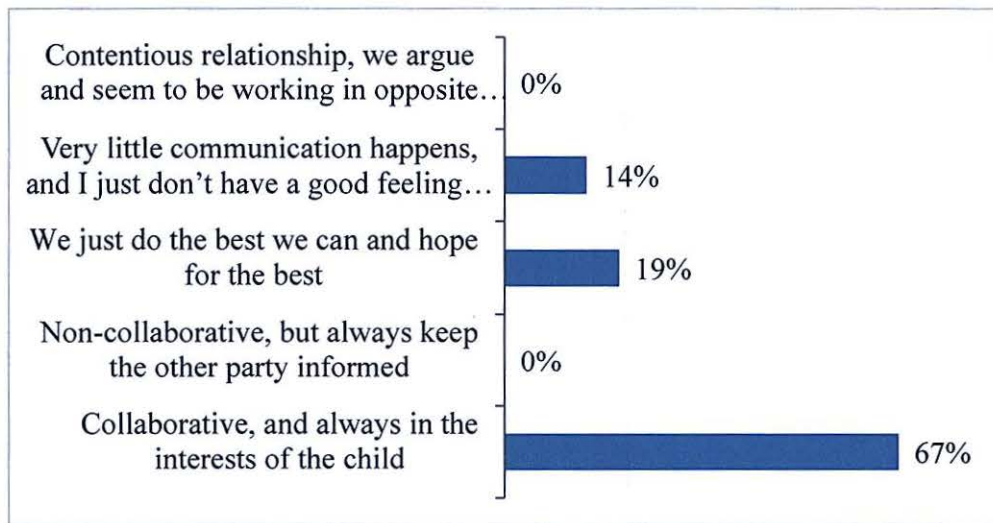 Contentious relationship, we argue
and seem to be working in opposite…
0%
Very little communication happens,
and I just don’t have a good feeling…
14%
We just do the best we can and hope
for the best
19%
Non-collaborative, but always keep
the other party informed
0%
Collaborative, and always in the
interests of the child
67%